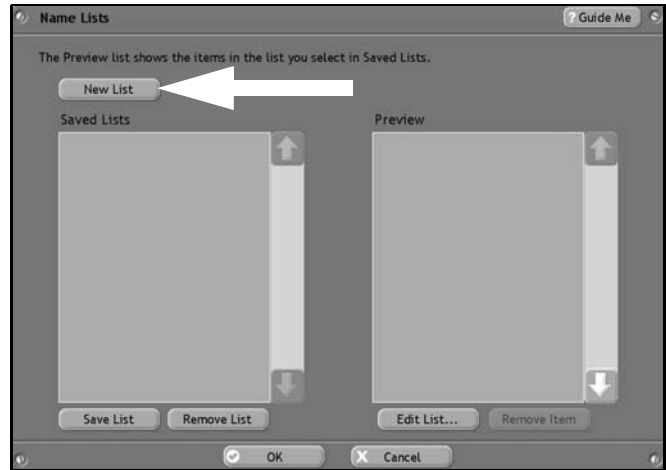 Name Lists
? Guide Me
The Preview list shows the items in the list you select in Saved Lists.
New List
Saved Lists
Preview
Save List
Remove List
Edit List...
Remove Item
OK
X Cancel